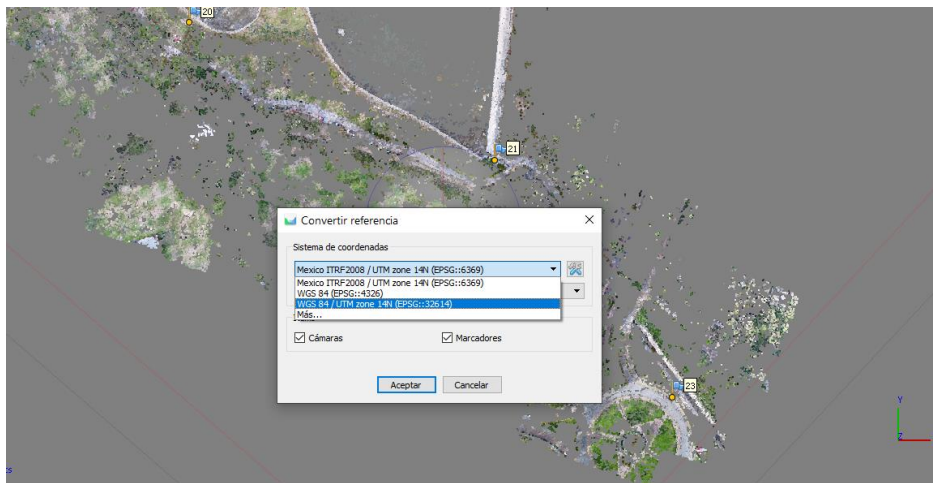 20
21
Convertir referencia
Sistema de coordenadas
Mexico ITRF2008 / UTM zone 14N (EPSG::6369)
Mexico ITRF2008 / UTM zone 14N (EPSG::6369)
WGS 84 (EPSG::4326)
WGS 84 / UTM zone 14N (EPSG::32614)
Más...
Cámaras
Marcadores
Aceptar
Cancelar
23
Y
Z